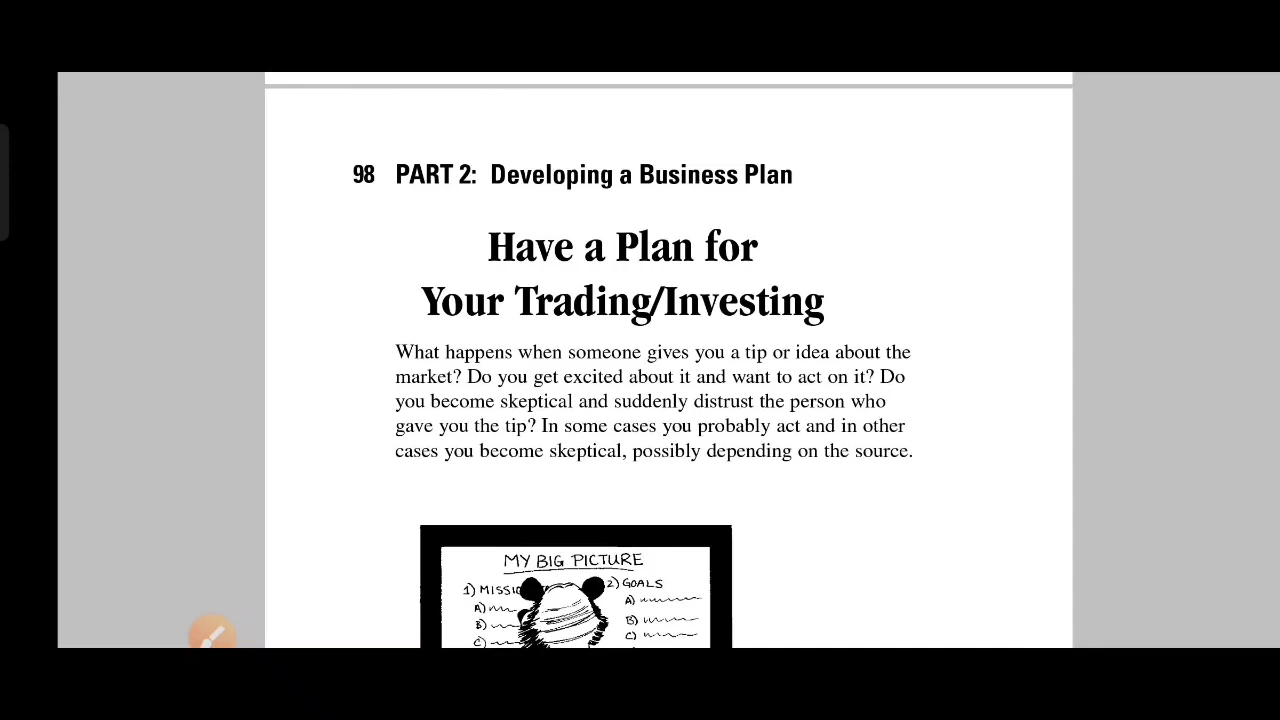 98 PART 2: Developing a Business Plan
Have a Plan for
Your Trading/Investing
What happens when someone gives you a tip or idea about the
market? Do you get excited about it and want to act on it? Do
you become skeptical and suddenly distrust the person who
gave you the tip? In some cases you probably act and in other
cases you become skeptical, possibly depending on the source.
MY BIG PICTURE
1) MISSIO
2) GOALS
A)
A)
B)
B)
C)
C)